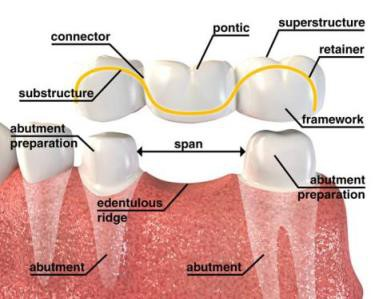 superstructure
pontic
connector
retainer
substructure
framework
abutment
preparation
span
abutment
preparation
edentulous
ridge
abutment
abutment